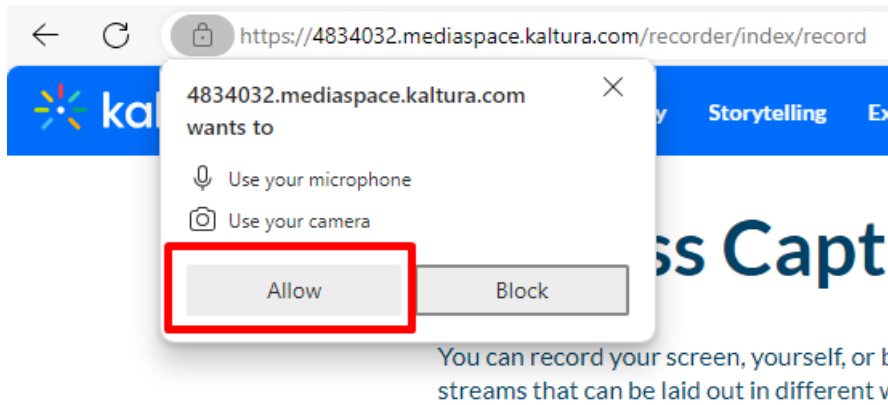 https://4834032.mediaspace.kaltura.com/recorder/index/record
4834032.mediaspace.kaltura.com
wants to
Use your microphone
Use your camera
Allow
Block
Storytelling
ss Capt
You can record your screen, yourself, or
streams that can be laid out in different